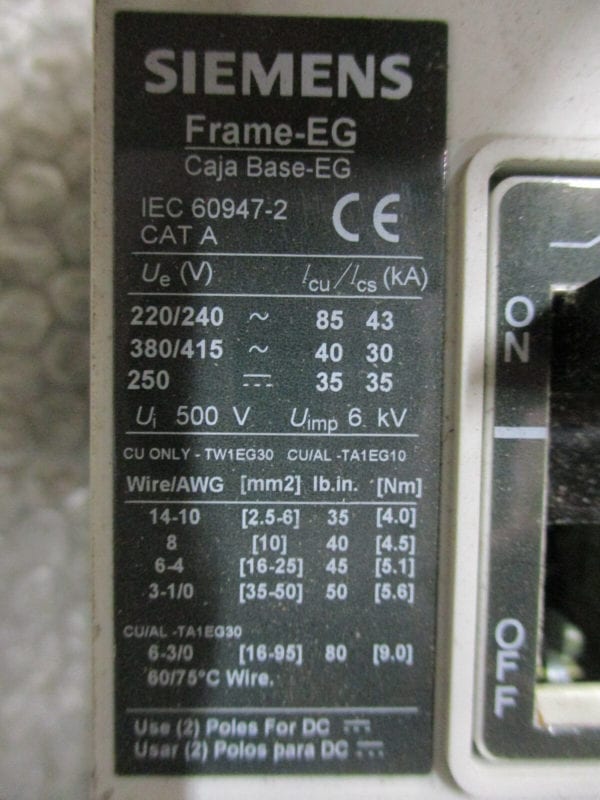 SIEMENS
Frame-EG
Caja Base-EG
IEC 60947-2
CAT A
CE
Ue (V) Icu/Ics (kA)
220/240 ~ 85 43
380/415 ~ 40 30
250 ⎓ 35 35
Ui 500 V Uimp 6 kV
CU ONLY - TW1EG30 CU/AL -TA1EG10
Wire/AWG [mm2] lb.in. [Nm]
14-10 [2.5-6] 35 [4.0]
8 [10] 40 [4.5]
6-4 [16-25] 45 [5.1]
3-1/0 [35-50] 50 [5.6]
CU/AL -TA1EG30
6-3/0 [16-95] 80 [9.0]
60/75°C Wire.
Use (2) Poles For DC ⎓
Usar (2) Polos para DC ⎓
ON
OFF